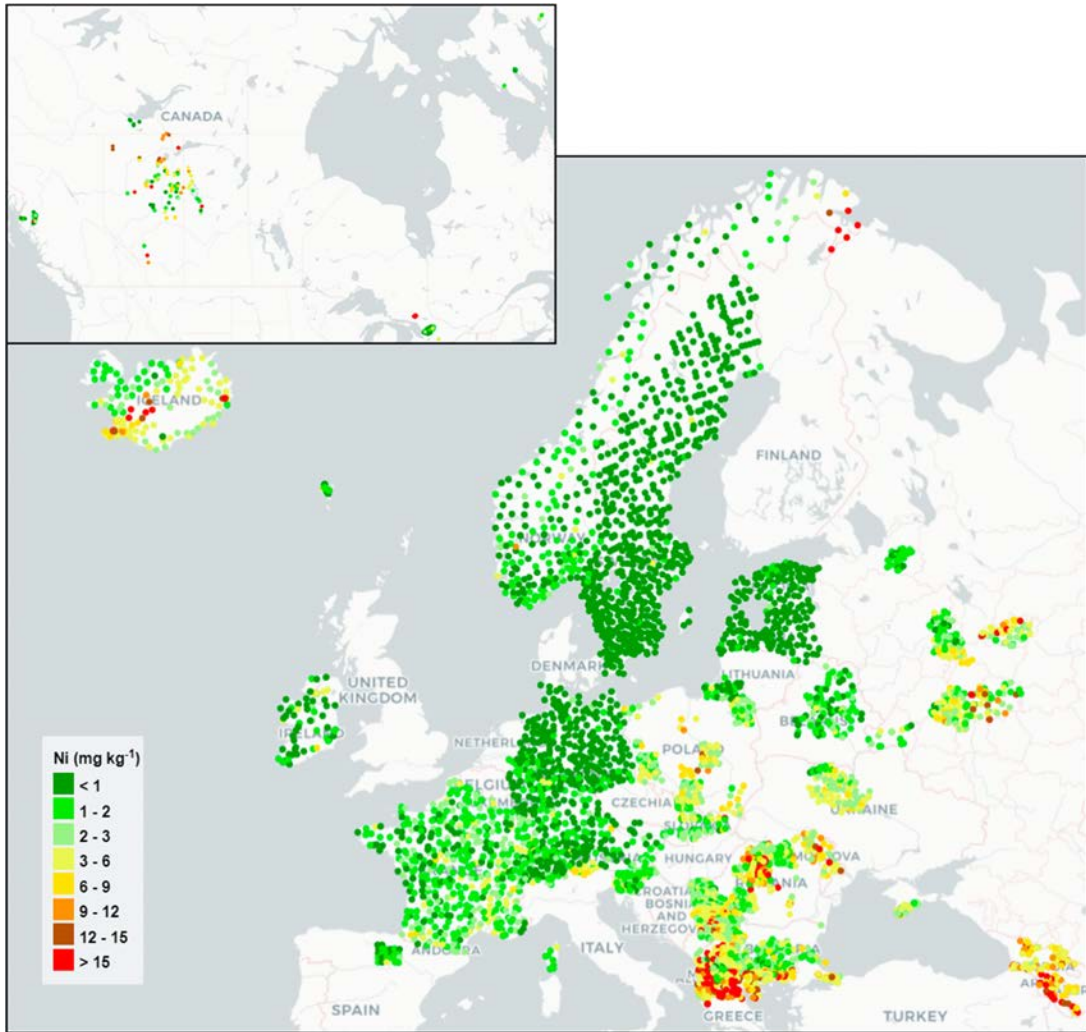 CANADA
ICELAND
FINLAND
NORWAY
DENMARK
LITHUANIA
UNITED
KINGDOM
IRELAND
NETHERL
BELGIU
POLAND
CZECHIA
UKRAINE
HUNGARY
MOLDOVA
ROMANIA
CROATIA
BOSNIA
AND
HERZEGOV
ITALY
ANDORRA
SPAIN
GREECE
TURKEY
Ni (mg kg⁻¹)
< 1
1 - 2
2 - 3
3 - 6
6 - 9
9 - 12
12 - 15
> 15